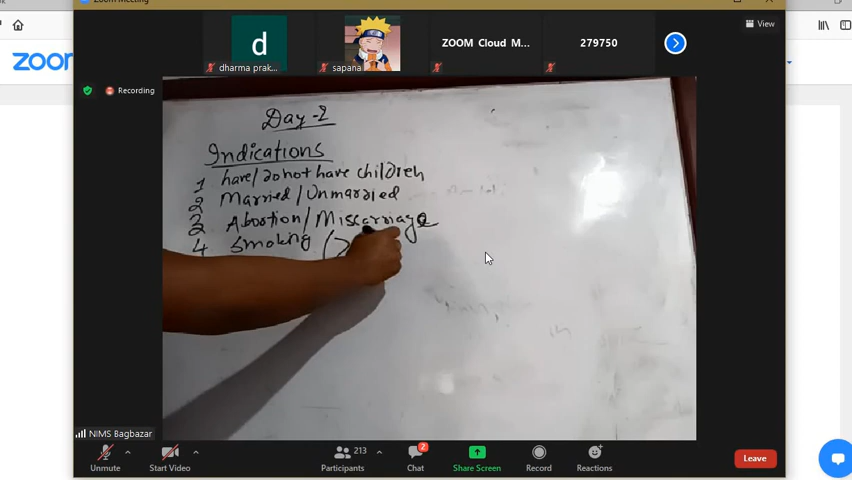 Zoom Meeting
zoom
View
d
dharma prak...
sapana
ZOOM Cloud M...
279750
Recording
Day-2
Indications
1 have/Do not have children
2 Married/Unmarried
3 Abortion/Miscarriage
4 Smoking (
NIMS Bagbazar
Unmute
Start Video
213
Participants
2
Chat
Share Screen
Record
Reactions
Leave